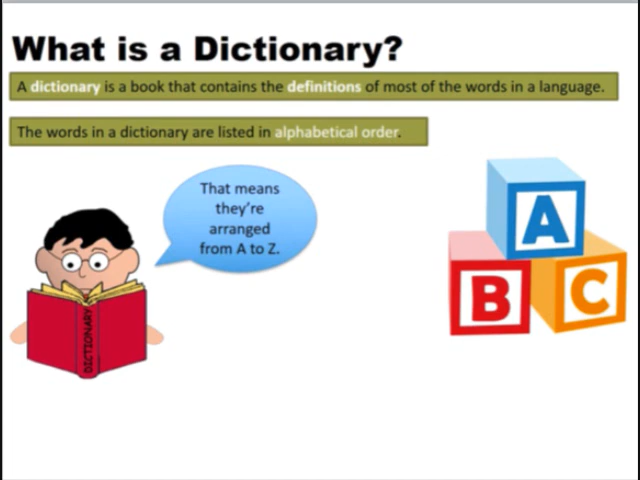 What is a Dictionary?
A dictionary is a book that contains the definitions of most of the words in a language.
The words in a dictionary are listed in alphabetical order.
That means
they're
arranged
from A to Z.
DICTIONARY
A
B C